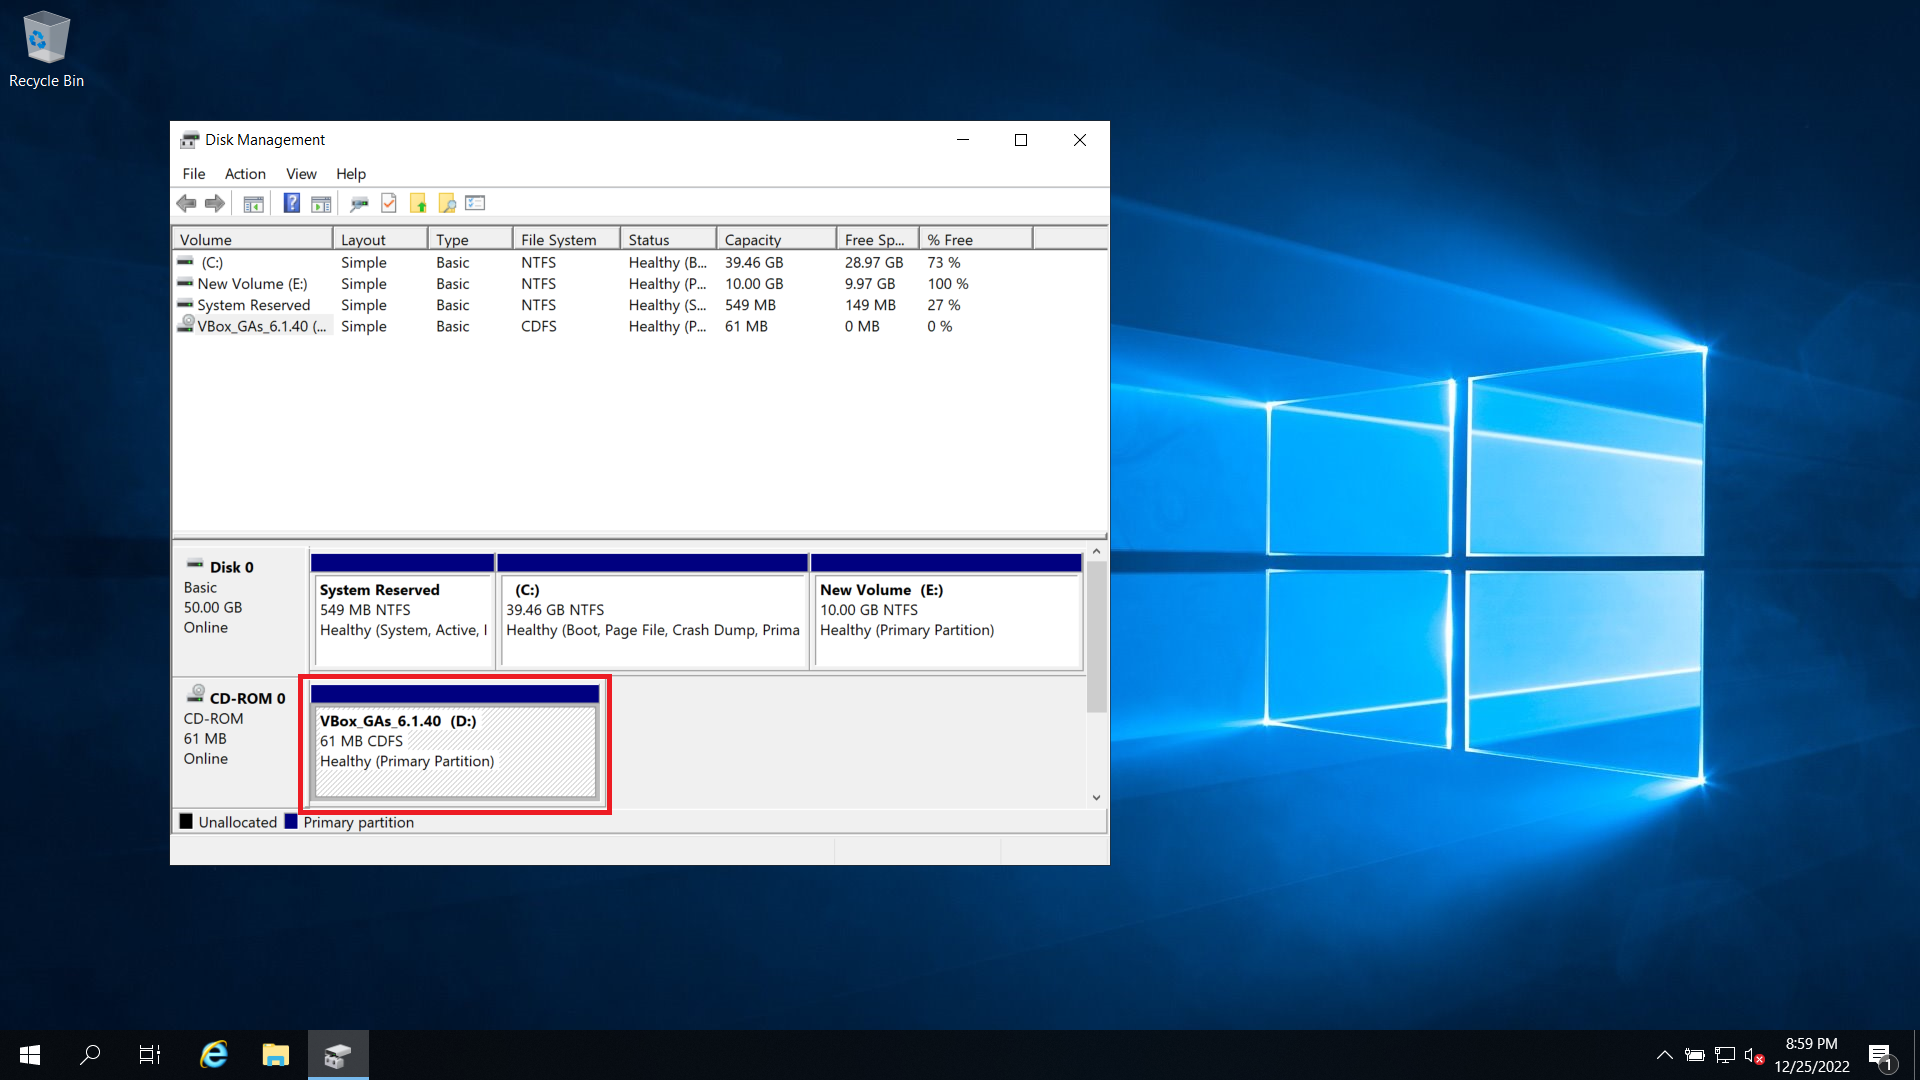 Recycle Bin
Disk Management
File Action View Help
Volume Layout Type File System Status Capacity Free Sp... % Free
(C:) Simple Basic NTFS Healthy (B... 39.46 GB 28.97 GB 73 %
New Volume (E:) Simple Basic NTFS Healthy (P... 10.00 GB 9.97 GB 100 %
System Reserved Simple Basic NTFS Healthy (S... 549 MB 149 MB 27 %
VBox_GAs_6.1.40 (... Simple Basic CDFS Healthy (P... 61 MB 0 MB 0 %
Disk 0
Basic
50.00 GB
Online
System Reserved
549 MB NTFS
Healthy (System, Active, I
(C:)
39.46 GB NTFS
Healthy (Boot, Page File, Crash Dump, Prima
New Volume (E:)
10.00 GB NTFS
Healthy (Primary Partition)
CD-ROM 0
CD-ROM
61 MB
Online
VBox_GAs_6.1.40 (D:)
61 MB CDFS
Healthy (Primary Partition)
Unallocated Primary partition
8:59 PM
12/25/2022
1